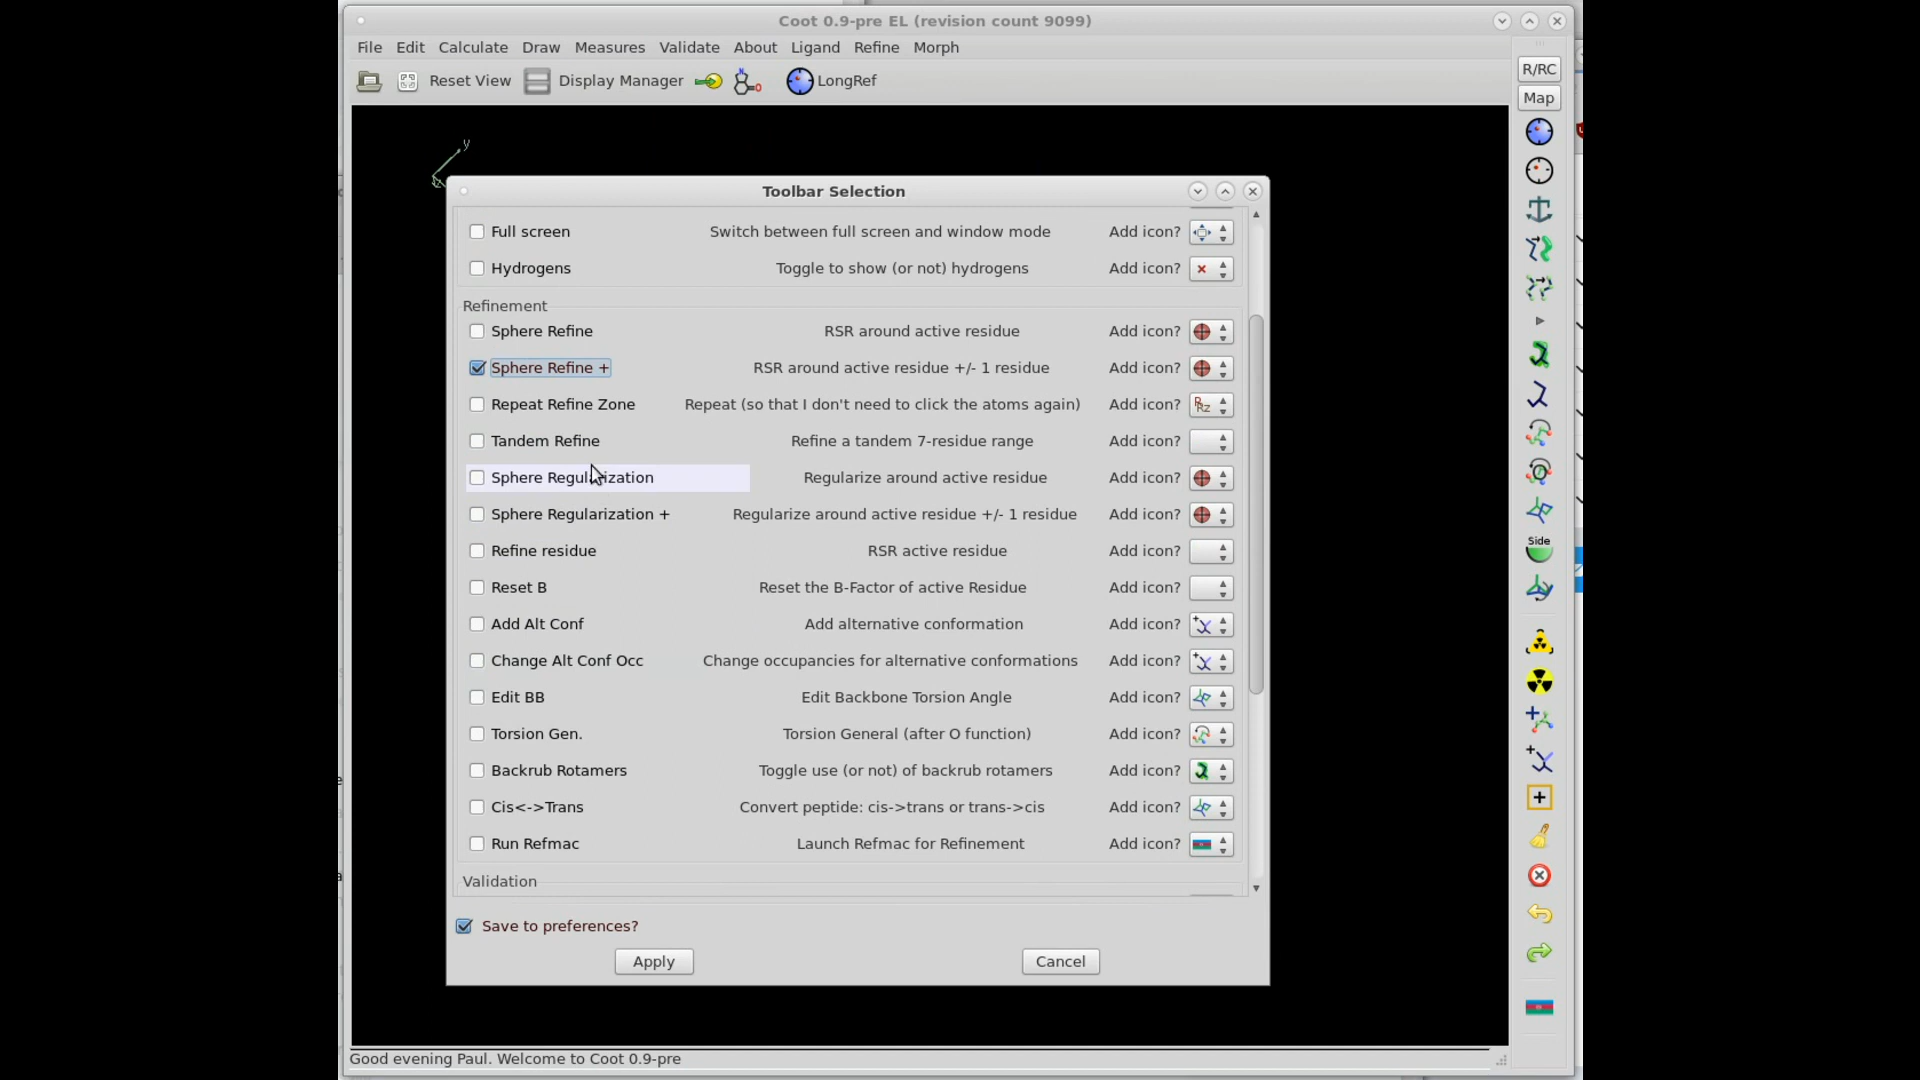 Coot 0.9-pre EL (revision count 9099)
File Edit Calculate Draw Measures Validate About Ligand Refine Morph
Reset View Display Manager LongRef
R/RC
Map
y
Toolbar Selection
Full screen Switch between full screen and window mode Add icon?
Hydrogens Toggle to show (or not) hydrogens Add icon?
Refinement
Sphere Refine RSR around active residue Add icon?
Sphere Refine + RSR around active residue +/- 1 residue Add icon?
Repeat Refine Zone Repeat (so that I don't need to click the atoms again) Add icon?
Tandem Refine Refine a tandem 7-residue range Add icon?
Sphere Regularization Regularize around active residue Add icon?
Sphere Regularization + Regularize around active residue +/- 1 residue Add icon?
Refine residue RSR active residue Add icon?
Side
Reset B Reset the B-Factor of active Residue Add icon?
Add Alt Conf Add alternative conformation Add icon?
Change Alt Conf Occ Change occupancies for alternative conformations Add icon?
Edit BB Edit Backbone Torsion Angle Add icon?
Torsion Gen. Torsion General (after O function) Add icon?
Backrub Rotamers Toggle use (or not) of backrub rotamers Add icon?
Cis<->Trans Convert peptide: cis->trans or trans->cis Add icon?
Run Refmac Launch Refmac for Refinement Add icon?
Validation
Save to preferences?
Apply Cancel
Good evening Paul. Welcome to Coot 0.9-pre